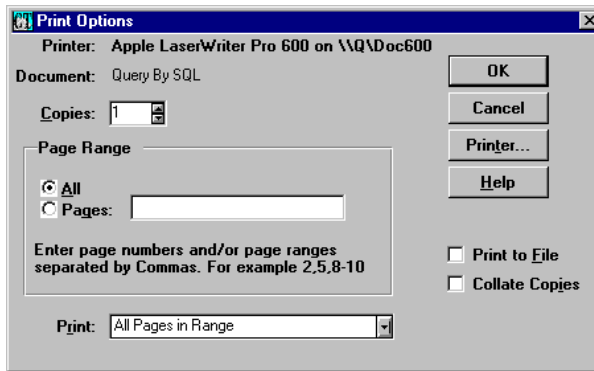 Print Options
Printer: Apple LaserWriter Pro 600 on \\Q\Doc600
Document: Query By SQL
Copies: 1
OK
Cancel
Printer...
Help
Page Range
All
Pages:
Enter page numbers and/or page ranges
separated by Commas. For example 2,5,8-10
Print to File
Collate Copies
Print: All Pages in Range